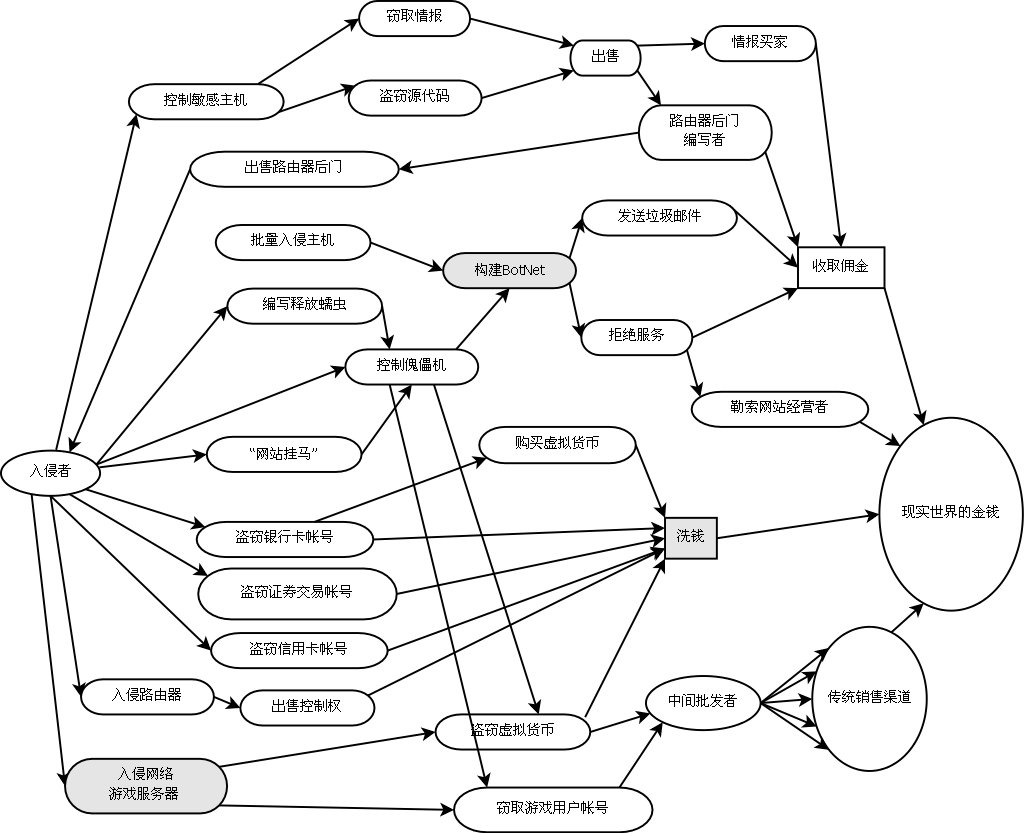 窃取情报
出售
情报买家
控制敏感主机
盗窃源代码
路由器后门
编写者
出售路由器后门
发送垃圾邮件
批量入侵主机
构建BotNet
收取佣金
编写释放蠕虫
拒绝服务
控制傀儡机
勒索网站经营者
入侵者
“网站挂马”
购买虚拟货币
现实世界的金钱
盗窃银行卡帐号
洗钱
盗窃证券交易帐号
盗窃信用卡帐号
入侵路由器
出售控制权
中间批发者
传统销售渠道
盗窃虚拟货币
入侵网络
游戏服务器
窃取游戏用户帐号